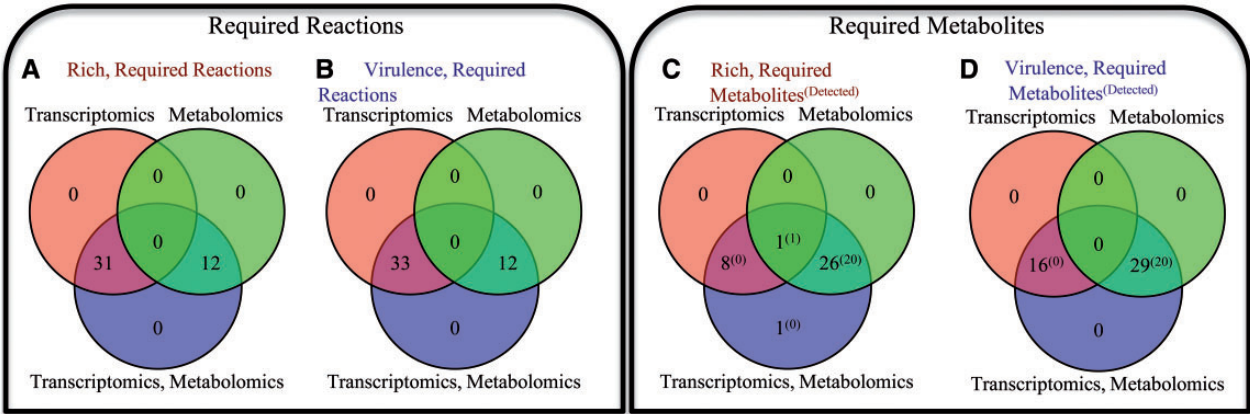 Required Reactions
Required Metabolites
A
Rich, Required Reactions
Transcriptomics
Metabolomics
0
0
0
0
31
12
0
Transcriptomics, Metabolomics
B
Virulence, Required
Reactions
Transcriptomics
Metabolomics
0
0
0
0
33
12
0
Transcriptomics, Metabolomics
C
Rich, Required
Metabolites(Detected)
Transcriptomics
Metabolomics
0
0
0
1(1)
8(0)
26(20)
1(0)
Transcriptomics, Metabolomics
D
Virulence, Required
Metabolites(Detected)
Transcriptomics
Metabolomics
0
0
0
0
16(0)
29(20)
0
Transcriptomics, Metabolomics